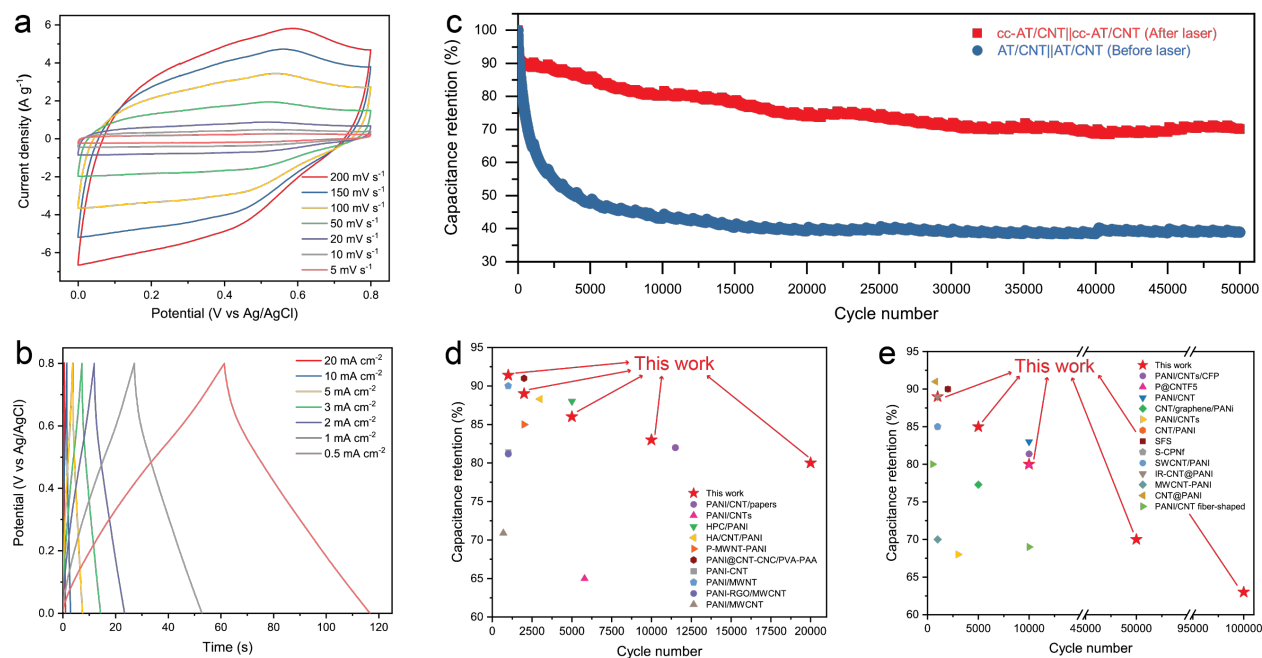 a
Current density (A g⁻¹)
6
4
2
0
-2
-4
-6
0.0
0.2
0.4
0.6
0.8
Potential (V vs Ag/AgCl)
200 mV s⁻¹
150 mV s⁻¹
100 mV s⁻¹
50 mV s⁻¹
20 mV s⁻¹
10 mV s⁻¹
5 mV s⁻¹
c
Capacitance retention (%)
100
90
80
70
60
50
40
30
0
5000
10000
15000
20000
25000
30000
35000
40000
45000
50000
Cycle number
cc-AT/CNT||cc-AT/CNT (After laser)
AT/CNT||AT/CNT (Before laser)
b
Potential (V vs Ag/AgCl)
0.8
0.6
0.4
0.2
0.0
0
20
40
60
80
100
120
Time (s)
20 mA cm⁻²
10 mA cm⁻²
5 mA cm⁻²
3 mA cm⁻²
2 mA cm⁻²
1 mA cm⁻²
0.5 mA cm⁻²
d
Capacitance retention (%)
95
90
85
80
75
70
65
60
0
2500
5000
7500
10000
12500
15000
17500
20000
Cycle number
This work
This work
PANI/CNT/papers
PANI/CNTs
HPC/PANI
HA/CNT/PANI
P-MWNT-PANI
PANI@CNT-CNC/PVA-PAA
PANI-CNT
PANI/MWNT
PANI-RGO/MWCNT
PANI/MWCNT
e
Capacitance retention (%)
95
90
85
80
75
70
65
60
0
5000
10000
45000
50000
95000
100000
Cycle number
This work
This work
PANI/CNTs/CFP
P@CNTF5
PANI/CNT
CNT/graphene/PANi
PANI/CNTs
CNT/PANI
SFS
S-CPNf
SWCNT/PANI
IR-CNT@PANI
MWCNT-PANI
CNT@PANI
PANI/CNT fiber-shaped